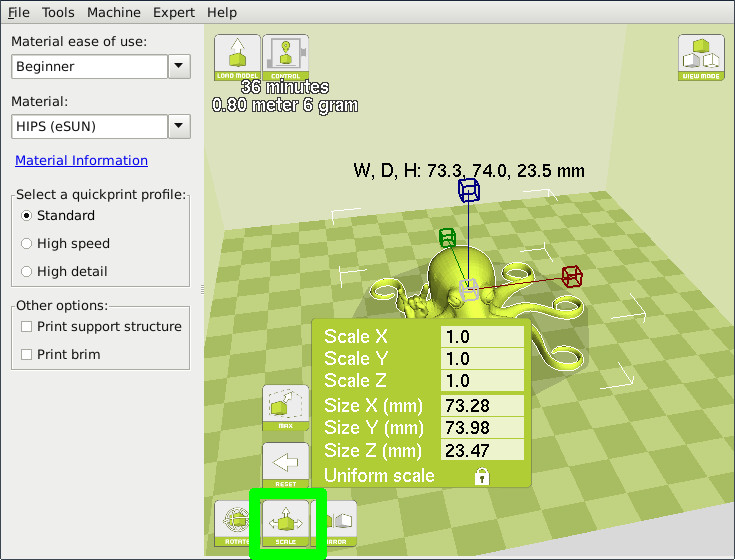 File Tools Machine Expert Help
Material ease of use:
Beginner
Material:
HIPS (eSUN)
Material Information
Select a quickprint profile:
Standard
High speed
High detail
Other options:
Print support structure
Print brim
LOAD MODEL CONTROL
VIEW MODE
36 minutes
0.80 meter 6 gram
W, D, H: 73.3, 74.0, 23.5 mm
Scale X 1.0
Scale Y 1.0
Scale Z 1.0
Size X (mm) 73.28
Size Y (mm) 73.98
Size Z (mm) 23.47
Uniform scale
MAX
RESET
SCALE